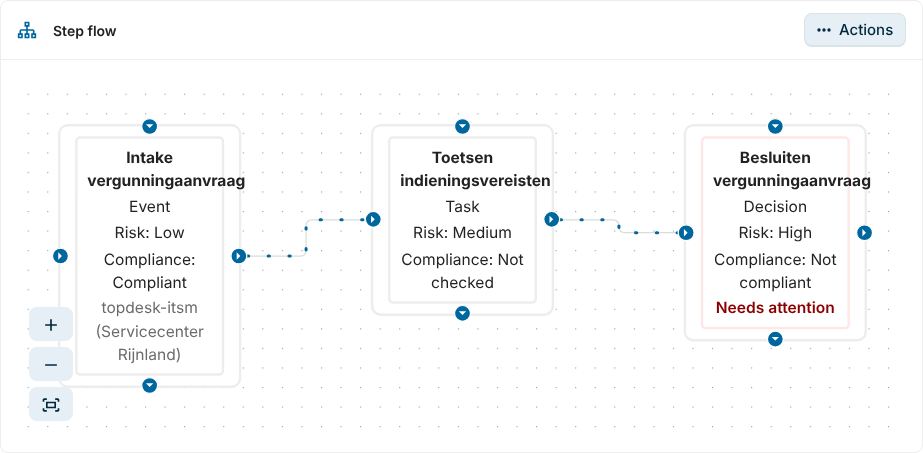 Step flow
Actions
Intake
vergunningaanvraag
Event
Risk: Low
Compliance:
Compliant
topdesk-itsm
(Servicecenter
Rijnland)
Toetsen
indieningsvereisten
Task
Risk: Medium
Compliance: Not
checked
Besluiten
vergunningaanvraag
Decision
Risk: High
Compliance: Not
compliant
Needs attention